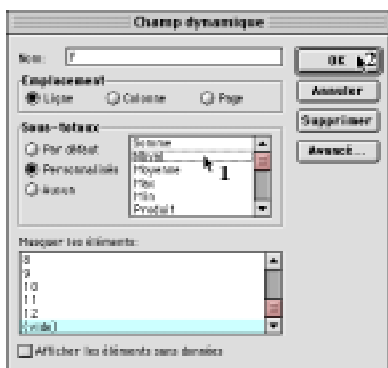 Champ dynamique
Nom:
OK 2
Emplacement
Ligne Colonne Page
Annuler
Supprimer
Sous-totaux
Par défaut
Personnalisés
Aucun
Somme
Moyenne
Max
Min
Produit
1
Avancé...
Masquer les éléments:
8
9
10
11
12
(vide)
Afficher les éléments sans données